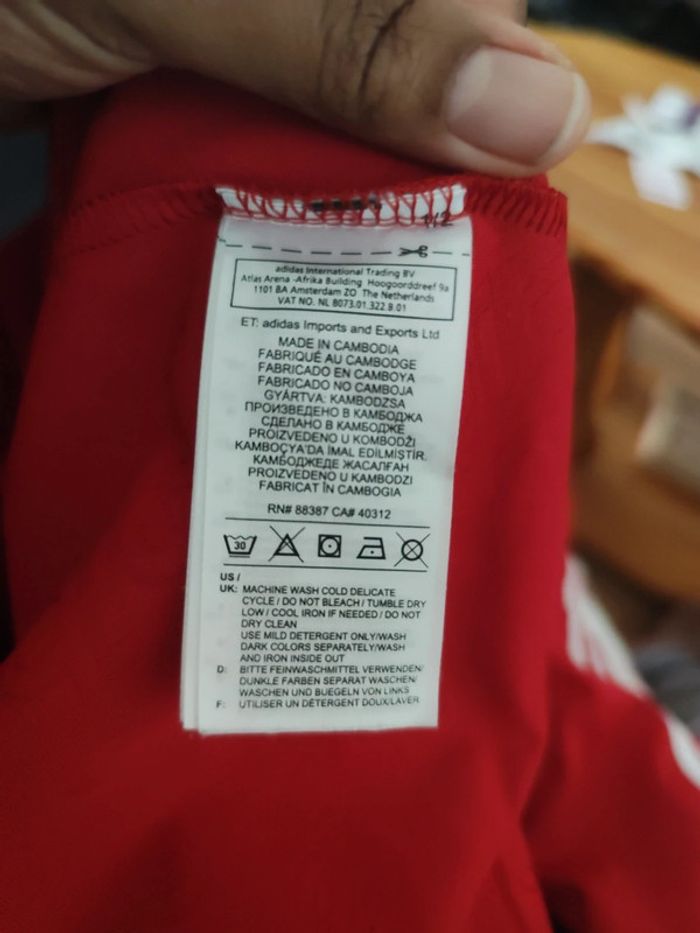 1/2
adidas International Trading BV
Atlas Arena -Afrika Building Hoogoorddreef 9a
1101 BA Amsterdam ZO The Netherlands
VAT NO. NL 8073.01.322.B.01
ET: adidas Imports and Exports Ltd
MADE IN CAMBODIA
FABRIQUÉ AU CAMBODGE
FABRICADO EN CAMBOYA
FABRICADO NO CAMBOJA
GYÁRTVA: KAMBODZSA
ПРОИЗВЕДЕНО В КАМБОДЖА
СДЕЛАНО В КАМБОДЖЕ
PROIZVEDENO U KOMBODŽI
KAMBOÇYA'DA İMAL EDİLMİŞTİR.
КАМБОДЖЕДЕ ЖАСАЛҒАН
PROIZVEDENO U KAMBODZI
FABRICAT ÎN CAMBOGIA
RN# 88387 CA# 40312
30
US /
UK: MACHINE WASH COLD DELICATE
CYCLE / DO NOT BLEACH / TUMBLE DRY
LOW / COOL IRON IF NEEDED / DO NOT
DRY CLEAN
USE MILD DETERGENT ONLY/WASH
DARK COLORS SEPARATELY/WASH
AND IRON INSIDE OUT
D: BITTE FEINWASCHMITTEL VERWENDEN/
DUNKLE FARBEN SEPARAT WASCHEN/
WASCHEN UND BUEGELN VON LINKS
F: UTILISER UN DÉTERGENT DOUX/LAVER